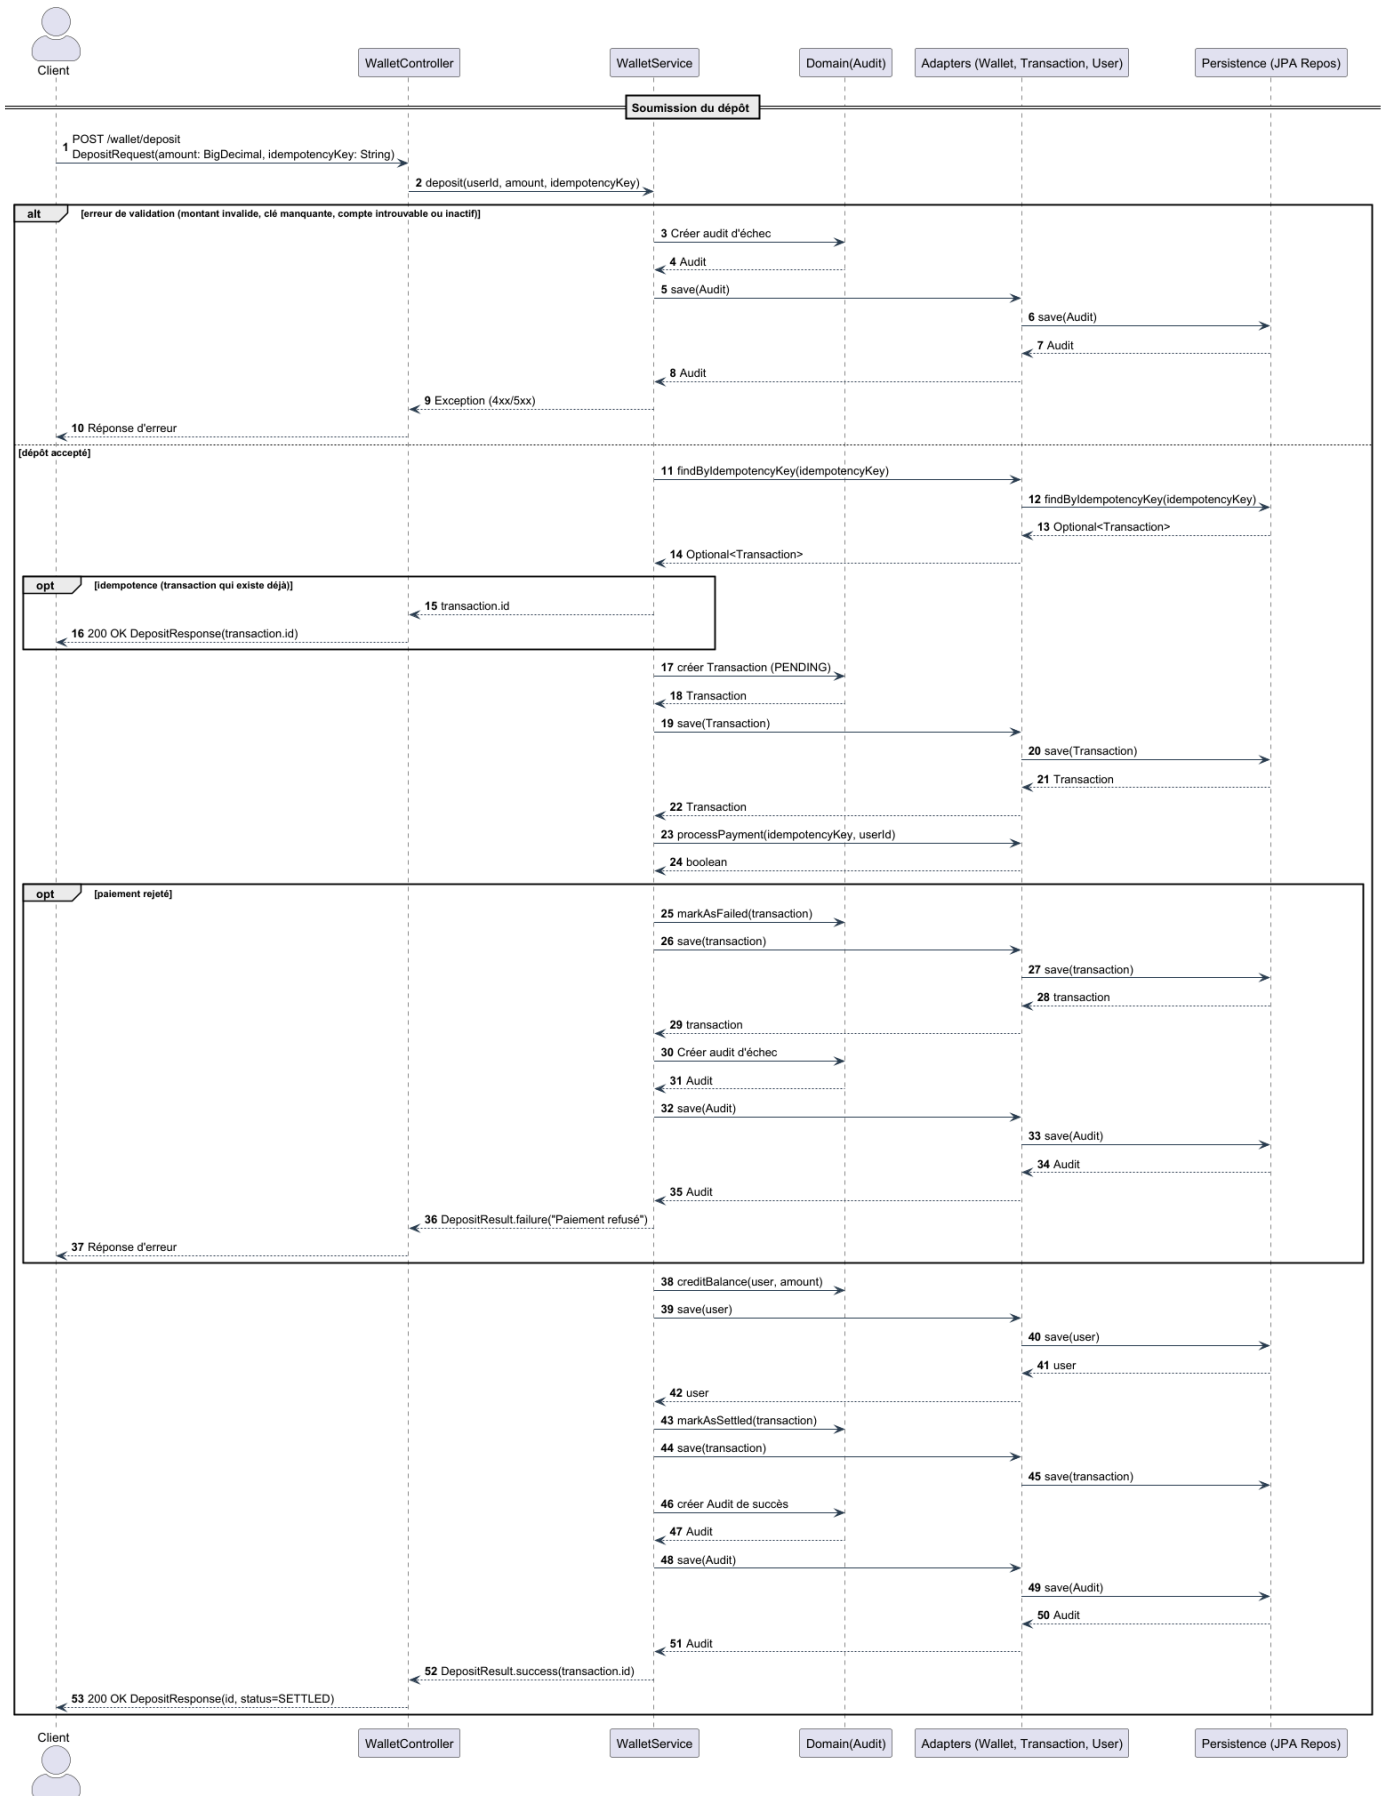 Client
WalletController
WalletService
Domain(Audit)
Adapters (Wallet, Transaction, User)
Persistence (JPA Repos)
Soumission du dépôt
1 POST /wallet/deposit
DepositRequest(amount: BigDecimal, idempotencyKey: String)
2 deposit(userId, amount, idempotencyKey)
alt [erreur de validation (montant invalide, clé manquante, compte introuvable ou inactif)]
3 Créer audit d'échec
4 Audit
5 save(Audit)
6 save(Audit)
7 Audit
8 Audit
9 Exception (4xx/5xx)
10 Réponse d'erreur
[dépôt accepté]
11 findByIdempotencyKey(idempotencyKey)
12 findByIdempotencyKey(idempotencyKey)
13 Optional<Transaction>
14 Optional<Transaction>
opt [idempotence (transaction qui existe déjà)]
15 transaction.id
16 200 OK DepositResponse(transaction.id)
17 créer Transaction (PENDING)
18 Transaction
19 save(Transaction)
20 save(Transaction)
21 Transaction
22 Transaction
23 processPayment(idempotencyKey, userId)
24 boolean
opt [paiement rejeté]
25 markAsFailed(transaction)
26 save(transaction)
27 save(transaction)
28 transaction
29 transaction
30 Créer audit d'échec
31 Audit
32 save(Audit)
33 save(Audit)
34 Audit
35 Audit
36 DepositResult.failure("Paiement refusé")
37 Réponse d'erreur
38 creditBalance(user, amount)
39 save(user)
40 save(user)
41 user
42 user
43 markAsSettled(transaction)
44 save(transaction)
45 save(transaction)
46 créer Audit de succès
47 Audit
48 save(Audit)
49 save(Audit)
50 Audit
51 Audit
52 DepositResult.success(transaction.id)
53 200 OK DepositResponse(id, status=SETTLED)
Client
WalletController
WalletService
Domain(Audit)
Adapters (Wallet, Transaction, User)
Persistence (JPA Repos)